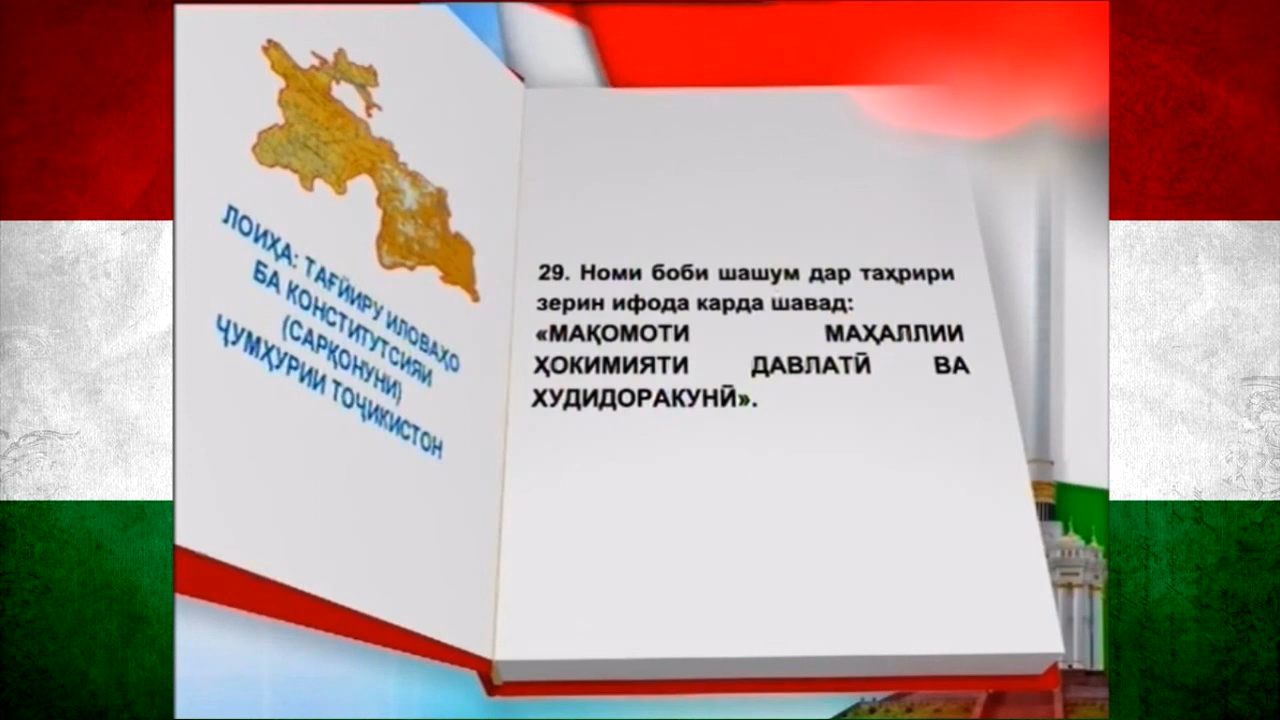 ЛОИҲА: ТАҒЙИРУ ИЛОВАҲО
БА КОНСТИТУТСИЯИ
(САРҚОНУНИ)
ҶУМҲУРИИ ТОҶИКИСТОН
29. Номи боби шашум дар таҳрири
зерин ифода карда шавад:
«МАҚОМОТИ МАҲАЛЛИИ
ҲОКИМИЯТИ ДАВЛАТӢ ВА
ХУДИДОРАКУНӢ».